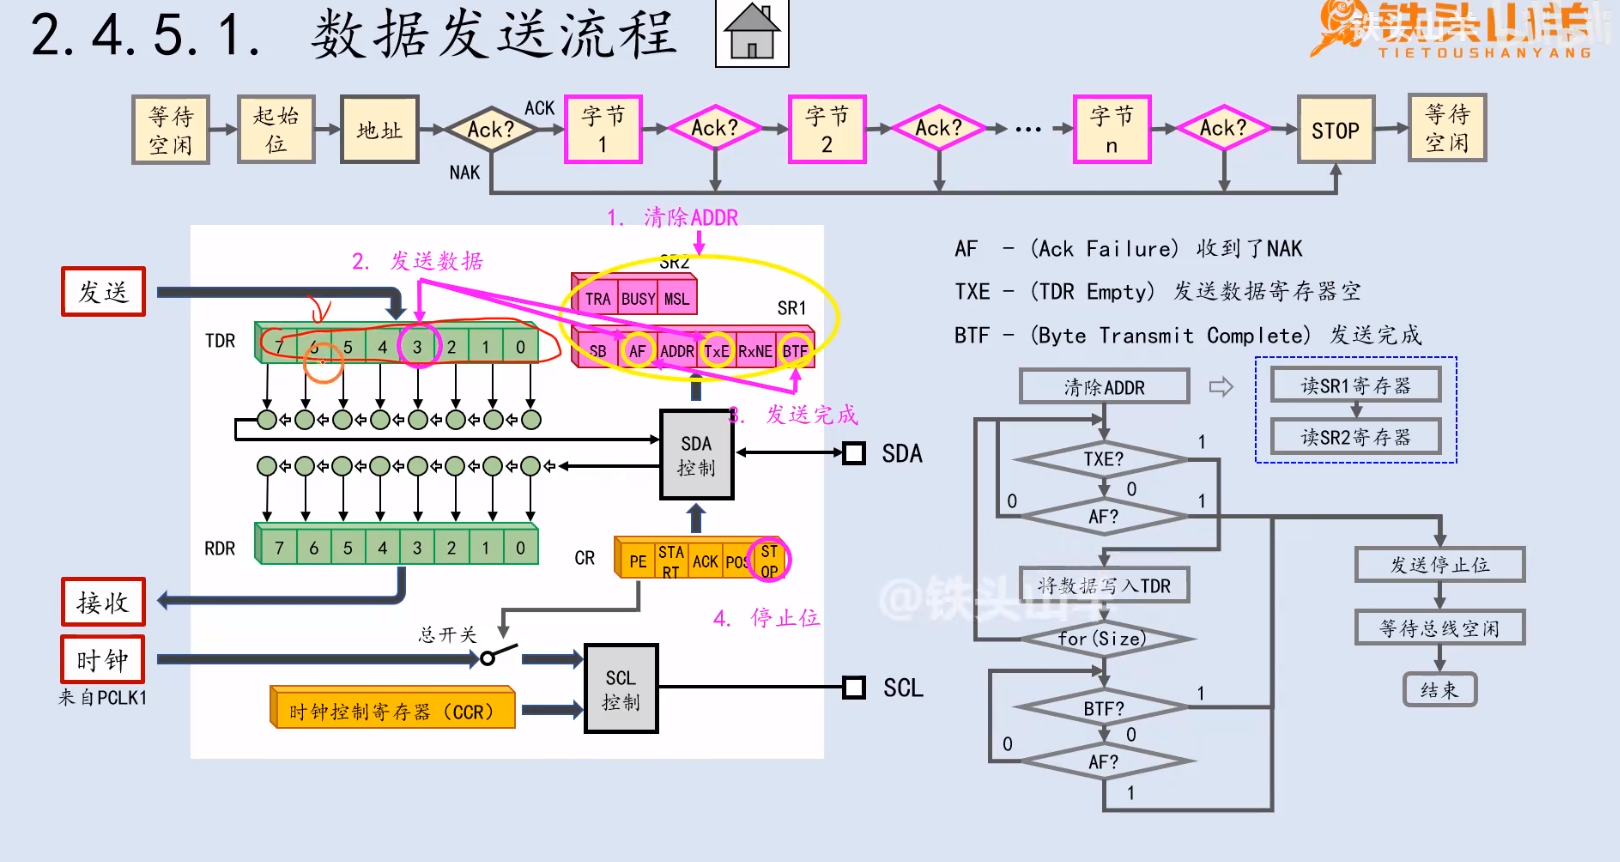 2.4.5.1. 数据发送流程
铁头山羊
TIETOUSHANYANG
等待空闲
起始位
地址
Ack?
ACK
NAK
字节1
Ack?
字节2
Ack?
...
字节n
Ack?
STOP
等待空闲
1. 清除ADDR
2. 发送数据
SR2
TRA BUSY MSL
SR1
SB AF ADDR TxE RxNE BTF
发送
TDR
7 6 5 4 3 2 1 0
3. 发送完成
SDA控制
SDA
RDR
7 6 5 4 3 2 1 0
CR
PE START ACK POS STOP
接收
4. 停止位
总开关
时钟
来自PCLK1
SCL控制
SCL
时钟控制寄存器（CCR）
AF - (Ack Failure) 收到了NAK
TXE - (TDR Empty) 发送数据寄存器空
BTF - (Byte Transmit Complete) 发送完成
清除ADDR
读SR1寄存器
读SR2寄存器
TXE?
1
0
AF?
0
1
将数据写入TDR
for(Size)
BTF?
1
0
AF?
0
1
发送停止位
等待总线空闲
结束
@铁头山羊